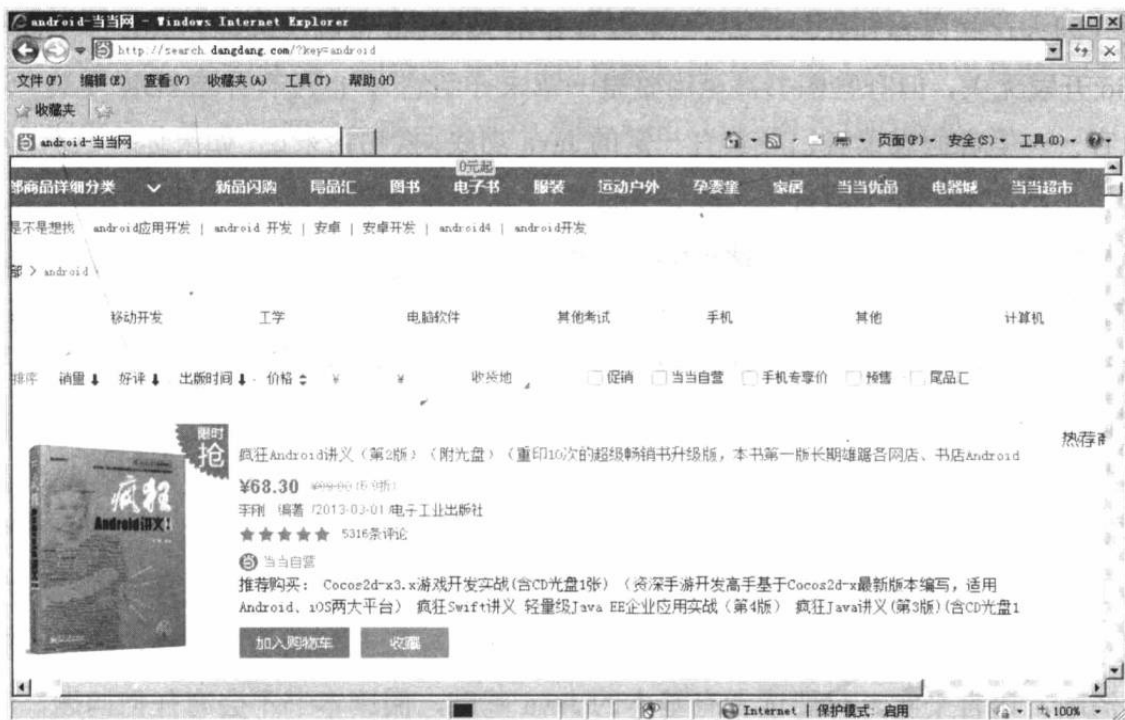 android-当当网 - Windows Internet Explorer
http://search.dangdang.com/?key=android
文件(F) 编辑(E) 查看(V) 收藏夹(A) 工具(T) 帮助(H)
收藏夹
android-当当网 页面(P) 安全(S) 工具(O)
0元起
部商品详细分类 新品闪购 尾品汇 图书 电子书 服装 运动户外 孕婴童 家居 当当优品 电器城 当当超市
是不是想找 android应用开发 | android 开发 | 安卓 | 安卓开发 | android4 | android开发
部 > android
移动开发 工学 电脑软件 其他考试 手机 其他 计算机
排序 销量 好评 出版时间 价格 ¥ ¥ 收货地 促销 当当自营 手机专享价 预售 尾品汇
热荐商
限时
抢
疯狂Android讲义（第2版）（附光盘）（重印10次的超级畅销书升级版，本书第一版长期雄踞各网店、书店Android
¥68.30
李刚 编著 /2013-03-01 /电子工业出版社
5316条评论
当当自营
推荐购买： Cocos2d-x3.x游戏开发实战(含CD光盘1张) （资深手游开发高手基于Cocos2d-x最新版本编写，适用
Android、iOS两大平台） 疯狂Swift讲义 轻量级Java EE企业应用实战（第4版） 疯狂Java讲义(第3版)(含CD光盘1
加入购物车 收藏
疯狂
Android讲义
Internet | 保护模式: 启用 100%